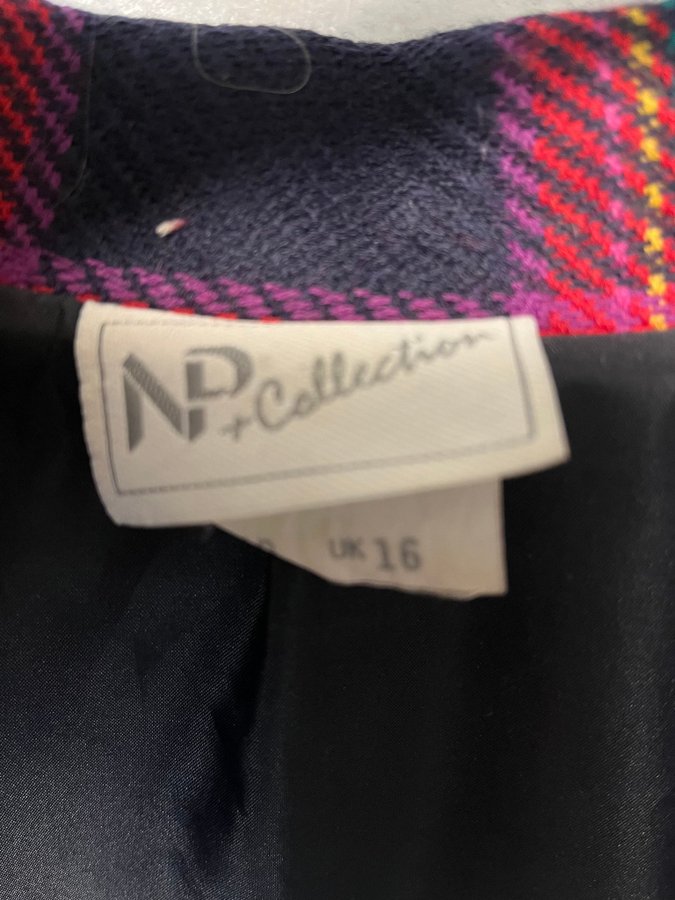 NP
+Collection
UK 16